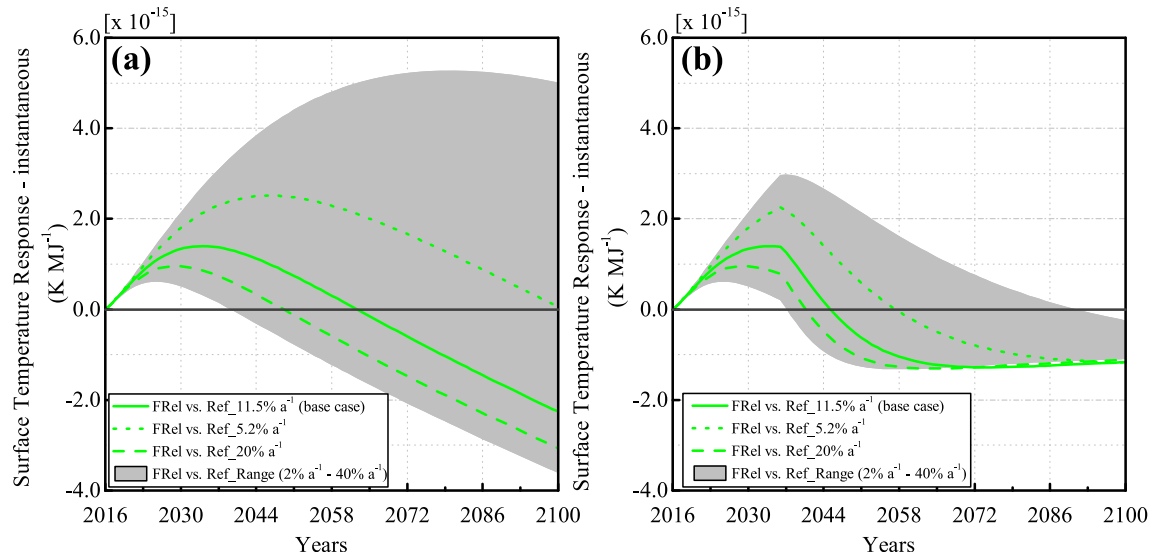 [x 10⁻¹⁵]
6.0
(a)
4.0
2.0
0.0
-2.0
-4.0
Surface Temperature Response - instantaneous
(K MJ⁻¹)
FRel vs. Ref_11.5% a⁻¹ (base case)
FRel vs. Ref_5.2% a⁻¹
FRel vs. Ref_20% a⁻¹
FRel vs. Ref_Range (2% a⁻¹ - 40% a⁻¹)
2016 2030 2044 2058 2072 2086 2100
Years
[x 10⁻¹⁵]
6.0
(b)
4.0
2.0
0.0
-2.0
-4.0
Surface Temperature Response - instantaneous
(K MJ⁻¹)
FRel vs. Ref_11.5% a⁻¹ (base case)
FRel vs. Ref_5.2% a⁻¹
FRel vs. Ref_20% a⁻¹
FRel vs. Ref_Range (2% a⁻¹ - 40% a⁻¹)
2016 2030 2044 2058 2072 2086 2100
Years